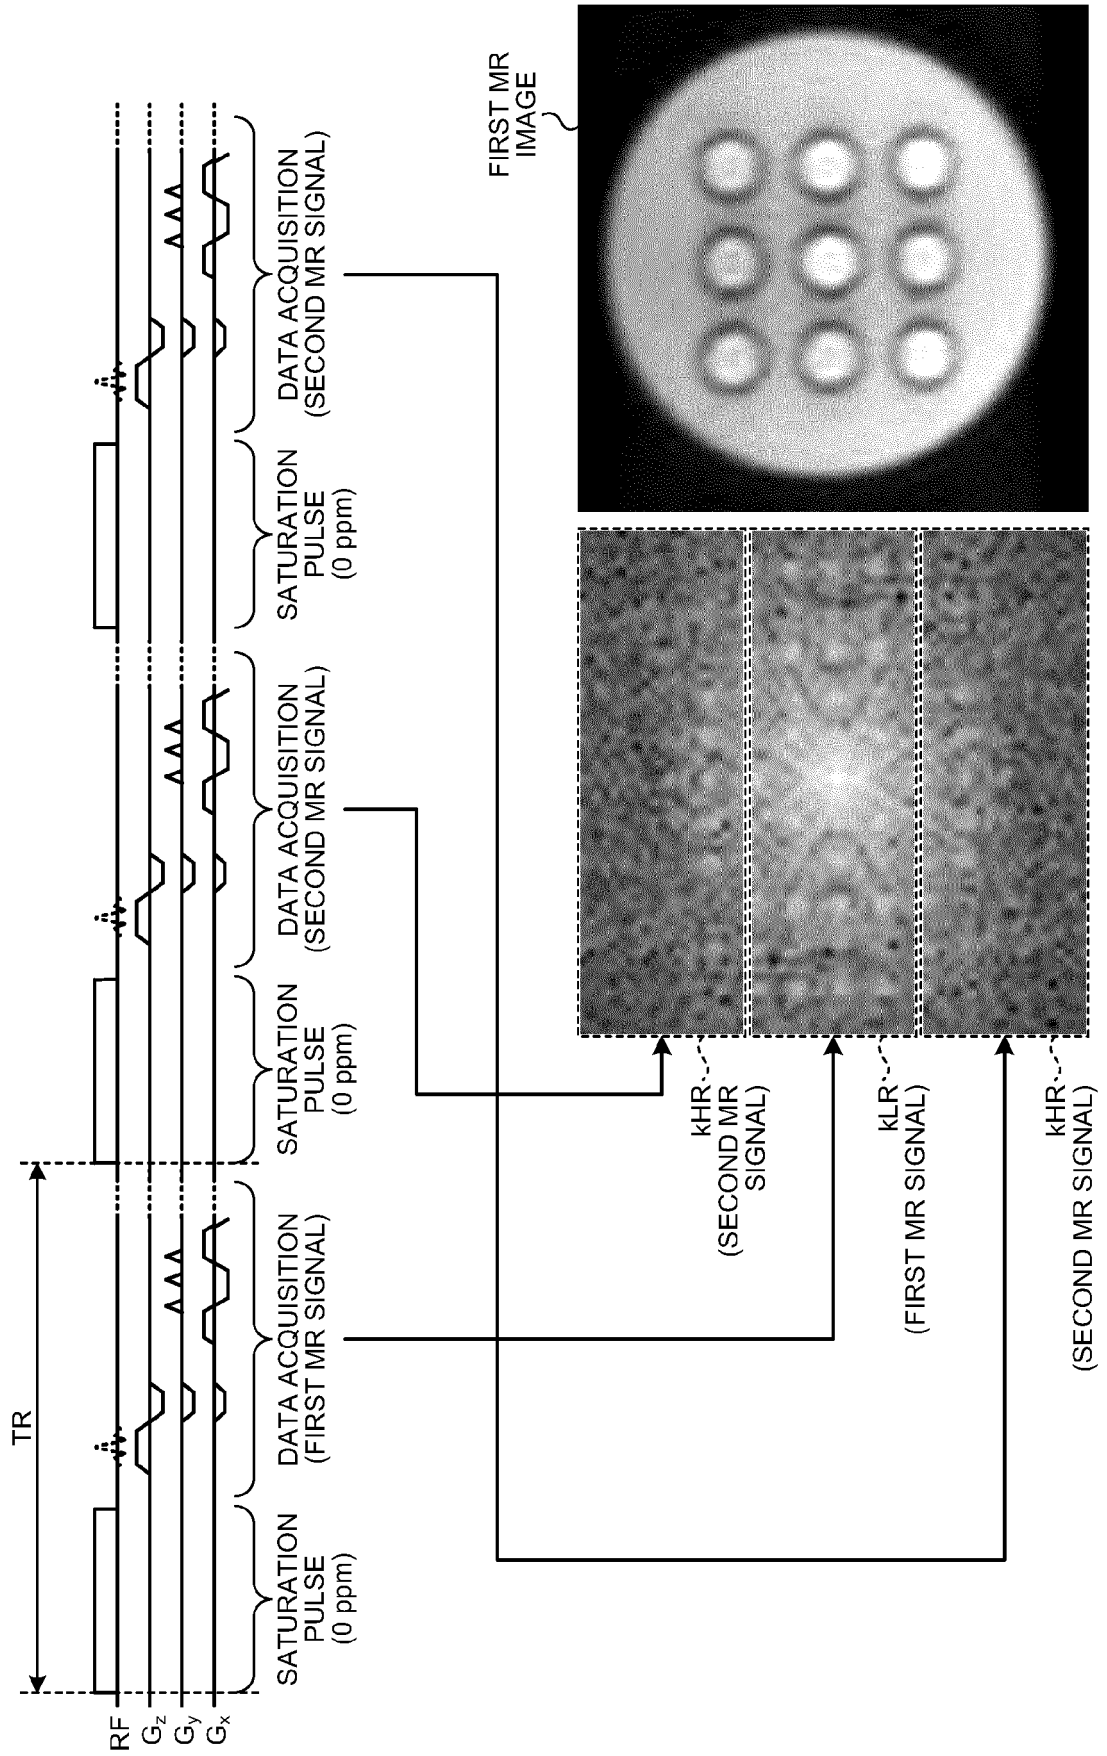 TR
RF
Gz
Gy
Gx
SATURATION
PULSE
(0 ppm)
DATA ACQUISITION
(FIRST MR SIGNAL)
SATURATION
PULSE
(0 ppm)
DATA ACQUISITION
(SECOND MR SIGNAL)
SATURATION
PULSE
(0 ppm)
DATA ACQUISITION
(SECOND MR SIGNAL)
kHR
(SECOND MR
SIGNAL)
kLR
(FIRST MR SIGNAL)
kHR
(SECOND MR SIGNAL)
FIRST MR
IMAGE